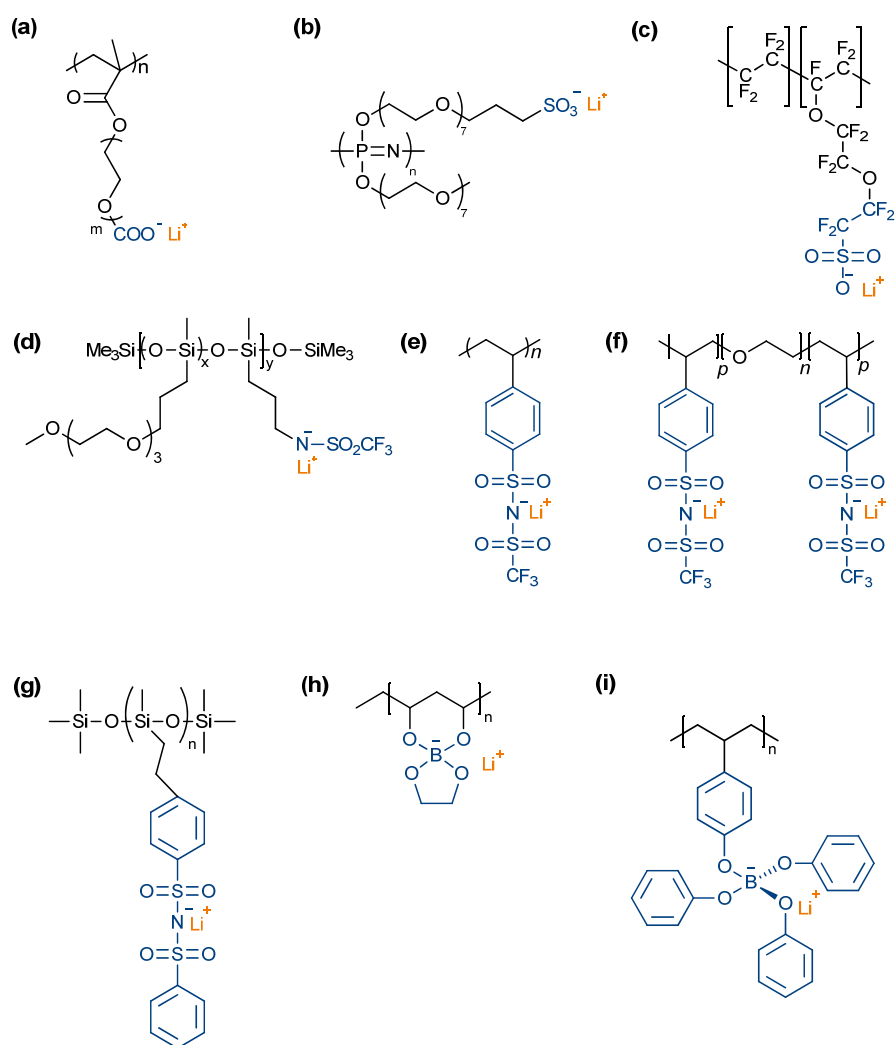 (a)
n
O
O
O
m
COO⁻ Li⁺
(b)
O
O
7
SO₃⁻ Li⁺
P=N
n
O
O
7
(c)
F₂
C
C
F₂
F
C
F₂
C
O
F₂
C
F₂C
O
CF₂
F₂C
O=S=O
O⁻
Li⁺
(d)
Me₃Si
O
Si
x
O
Si
y
O
SiMe₃
O
O
O
3
N⁻
SO₂CF₃
Li⁺
(e)
n
O=S=O
N⁻ Li⁺
O=S=O
CF₃
(f)
p
O
n
p
O=S=O
O=S=O
N⁻ Li⁺
N⁻ Li⁺
O=S=O
O=S=O
CF₃
CF₃
(g)
Si
O
Si
O
n
Si
O=S=O
N⁻ Li⁺
O=S=O
(h)
n
O
O
B⁻
Li⁺
O
O
(i)
n
O
O
B⁻
O
O
Li⁺